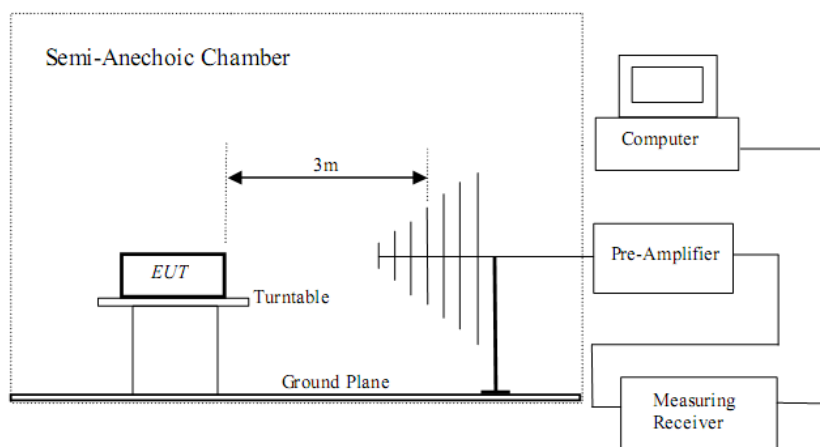 Semi-Anechoic Chamber
Computer
3m
Pre-Amplifier
EUT
Turntable
Ground Plane
Measuring
Receiver